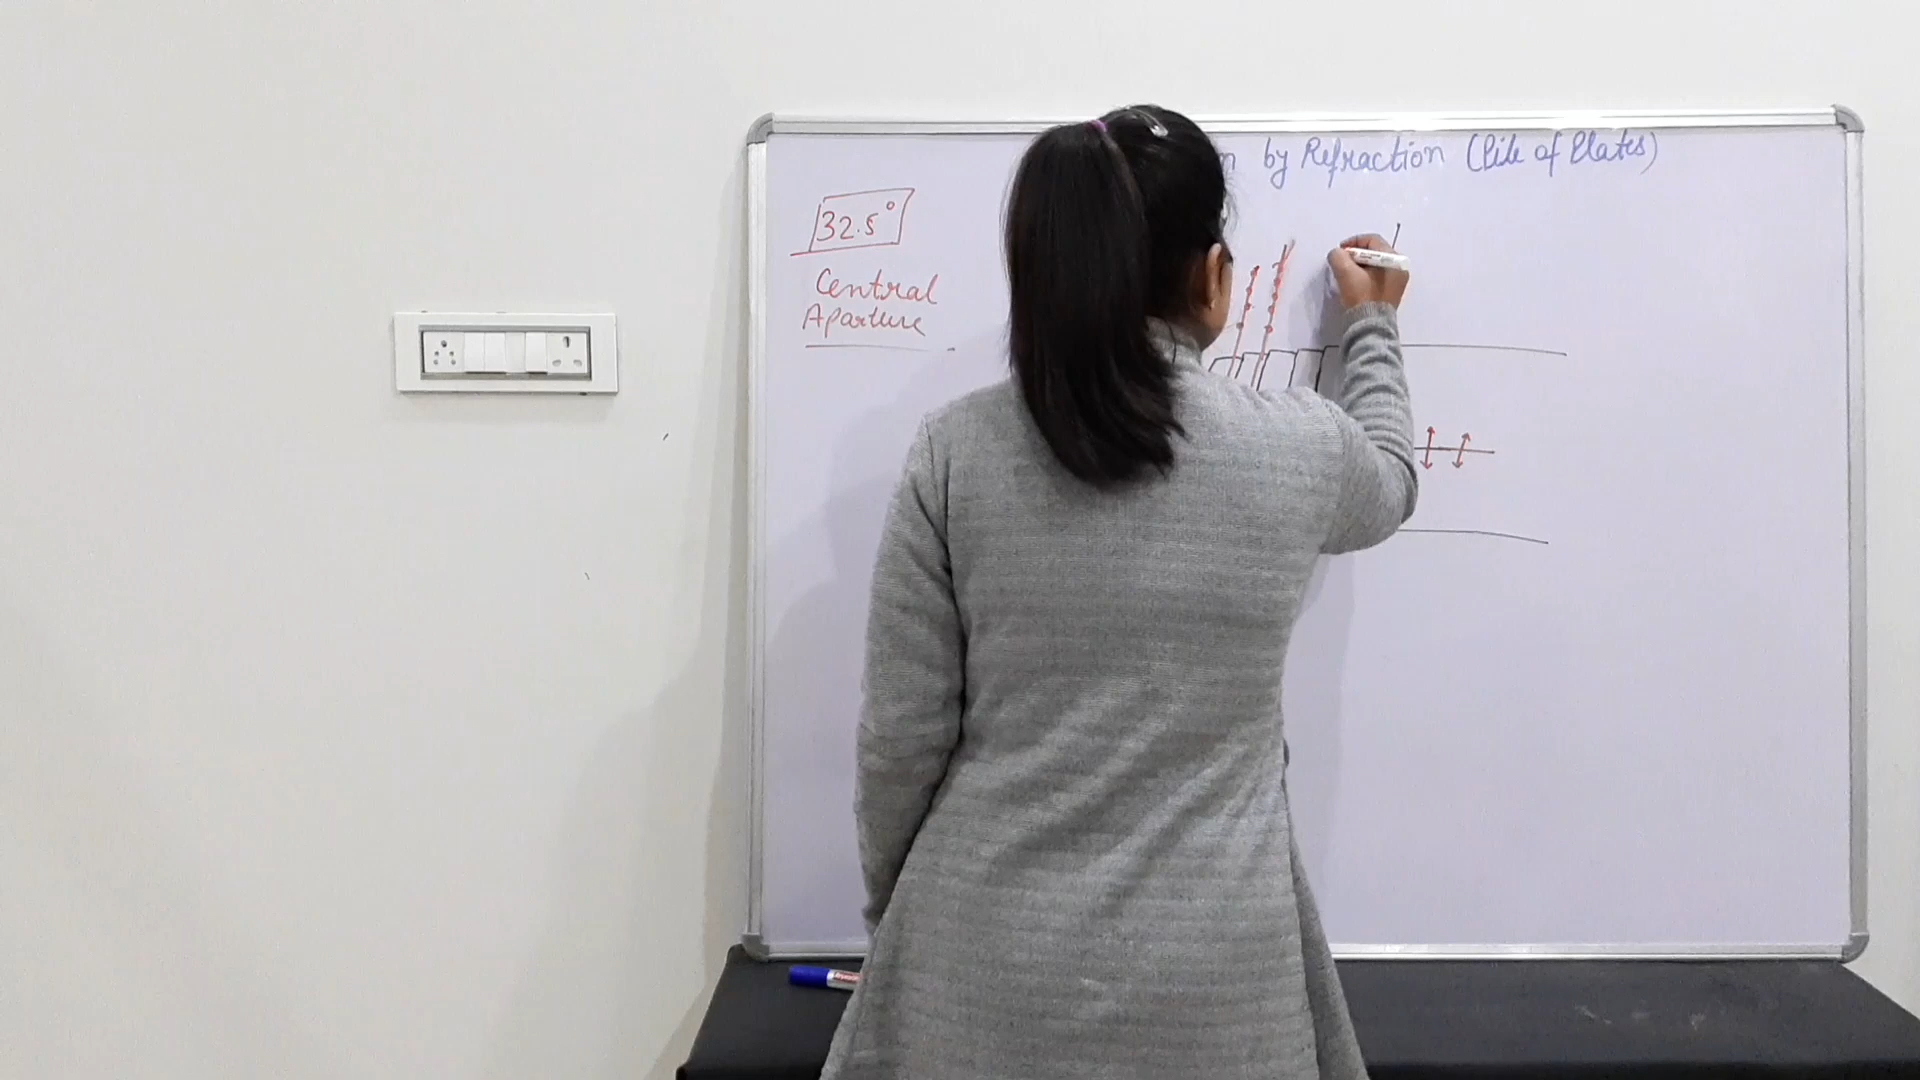 by Refraction (Pile of Plates)
32.5°
Central
Aparture